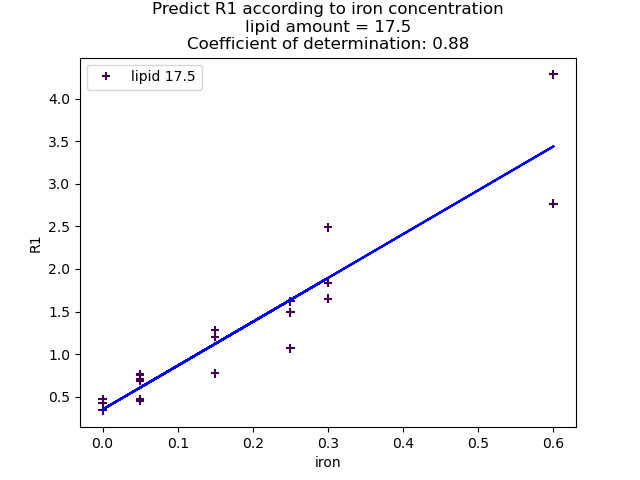 Predict R1 according to iron concentration
lipid amount = 17.5
Coefficient of determination: 0.88
lipid 17.5
R1
4.0
3.5
3.0
2.5
2.0
1.5
1.0
0.5
0.0 0.1 0.2 0.3 0.4 0.5 0.6
iron